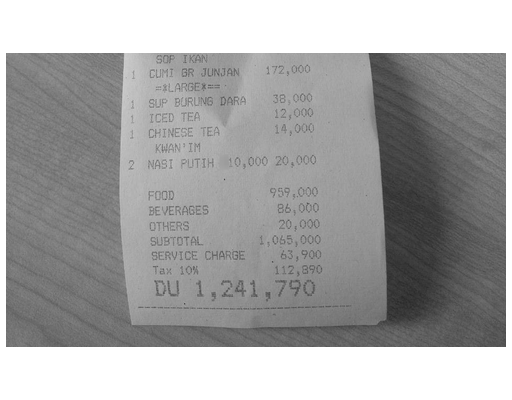 SOP IKAN
1 CUMI GR JUNJAN 172,000
=*LARGE*==
1 SUP BURUNG DARA 38,000
1 ICED TEA 12,000
1 CHINESE TEA 14,000
KWAN'IM
2 NASI PUTIH 10,000 20,000
FOOD 959,000
BEVERAGES 86,000
OTHERS 20,000
SUBTOTAL 1,065,000
SERVICE CHARGE 63,900
Tax 10% 112,890
DU 1,241,790